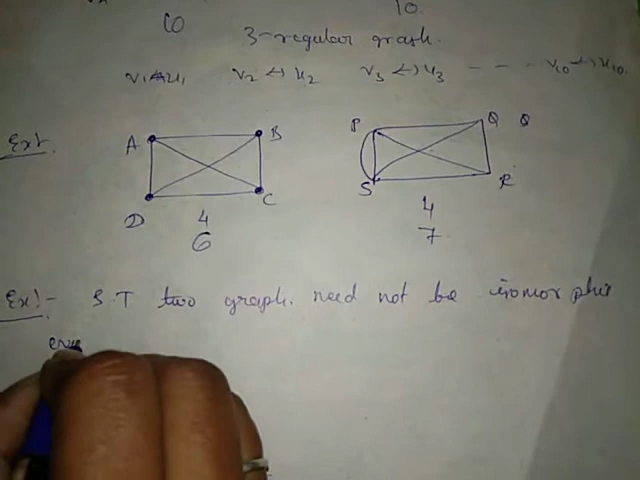 10
10
3-regular graph.
v1↔u1 v2 ↔ u2 v3 ↔ u3 - - - - v10 ↔ u10
Ex!
A B P Q Q
D C S R
4 4
6 7
Ex!- S.T two graph. need not be isomorphic